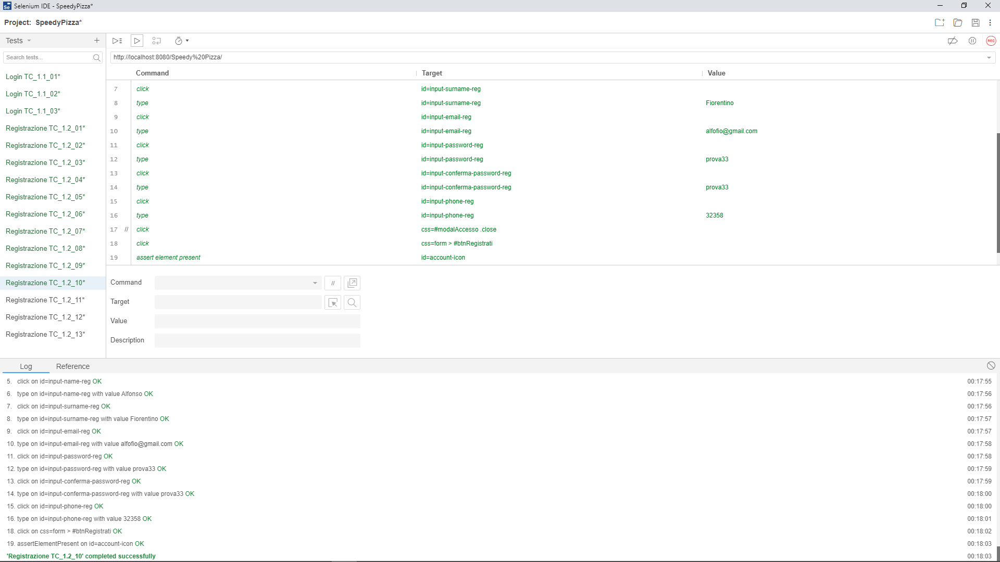 Selenium IDE - SpeedyPizza*
Project: SpeedyPizza*
Tests
Search tests...
Login TC_1.1_01*
Login TC_1.1_02*
Login TC_1.1_03*
Registrazione TC_1.2_01*
Registrazione TC_1.2_02*
Registrazione TC_1.2_03*
Registrazione TC_1.2_04*
Registrazione TC_1.2_05*
Registrazione TC_1.2_06*
Registrazione TC_1.2_07*
Registrazione TC_1.2_08*
Registrazione TC_1.2_09*
Registrazione TC_1.2_10*
Registrazione TC_1.2_11*
Registrazione TC_1.2_12*
Registrazione TC_1.2_13*
REC
http://localhost:8080/Speedy%20Pizza/
Command Target Value
7 click id=input-surname-reg
8 type id=input-surname-reg Fiorentino
9 click id=input-email-reg
10 type id=input-email-reg alfofio@gmail.com
11 click id=input-password-reg
12 type id=input-password-reg prova33
13 click id=input-conferma-password-reg
14 type id=input-conferma-password-reg prova33
15 click id=input-phone-reg
16 type id=input-phone-reg 32358
17 // click css=#modalAccesso .close
18 click css=form > #btnRegistrati
19 assert element present id=account-icon
Command //
Target
Value
Description
Log Reference
5. click on id=input-name-reg OK 00:17:55
6. type on id=input-name-reg with value Alfonso OK 00:17:56
7. click on id=input-surname-reg OK 00:17:56
8. type on id=input-surname-reg with value Fiorentino OK 00:17:57
9. click on id=input-email-reg OK 00:17:57
10. type on id=input-email-reg with value alfofio@gmail.com OK 00:17:58
11. click on id=input-password-reg OK 00:17:58
12. type on id=input-password-reg with value prova33 OK 00:17:59
13. click on id=input-conferma-password-reg OK 00:17:59
14. type on id=input-conferma-password-reg with value prova33 OK 00:18:00
15. click on id=input-phone-reg OK 00:18:00
16. type on id=input-phone-reg with value 32358 OK 00:18:01
18. click on css=form > #btnRegistrati OK 00:18:02
19. assertElementPresent on id=account-icon OK 00:18:03
'Registrazione TC_1.2_10' completed successfully 00:18:03